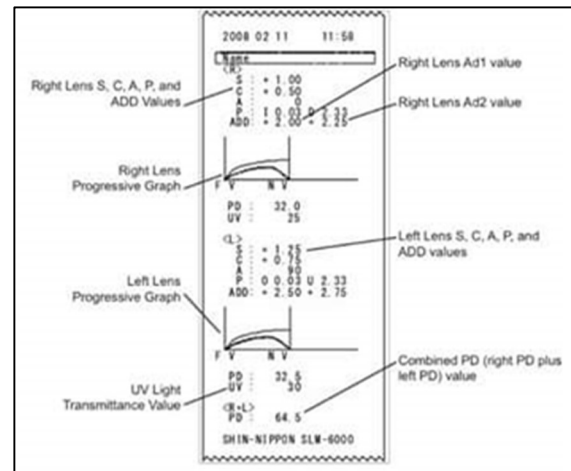 2008 02 11 11:58
Name
<R>
S : + 1.00
C : + 0.50
A : 0
P : I 0.03 D 2.33
ADD: + 2.00 + 2.25
F V N V
PD : 32.0
UV : 25
<L>
S : + 1.25
C : + 0.75
A : 90
P : O 0.03 U 2.33
ADD: + 2.50 + 2.75
F V N V
PD : 32.5
UV : 30
<R+L>
PD : 64.5
SHIN-NIPPON SLM-6000
Right Lens S, C, A, P, and
ADD Values
Right Lens
Progressive Graph
Left Lens
Progressive Graph
UV Light
Transmittance Value
Right Lens Ad1 value
Right Lens Ad2 value
Left Lens S, C, A, P, and
ADD values
Combined PD (right PD plus
left PD) value